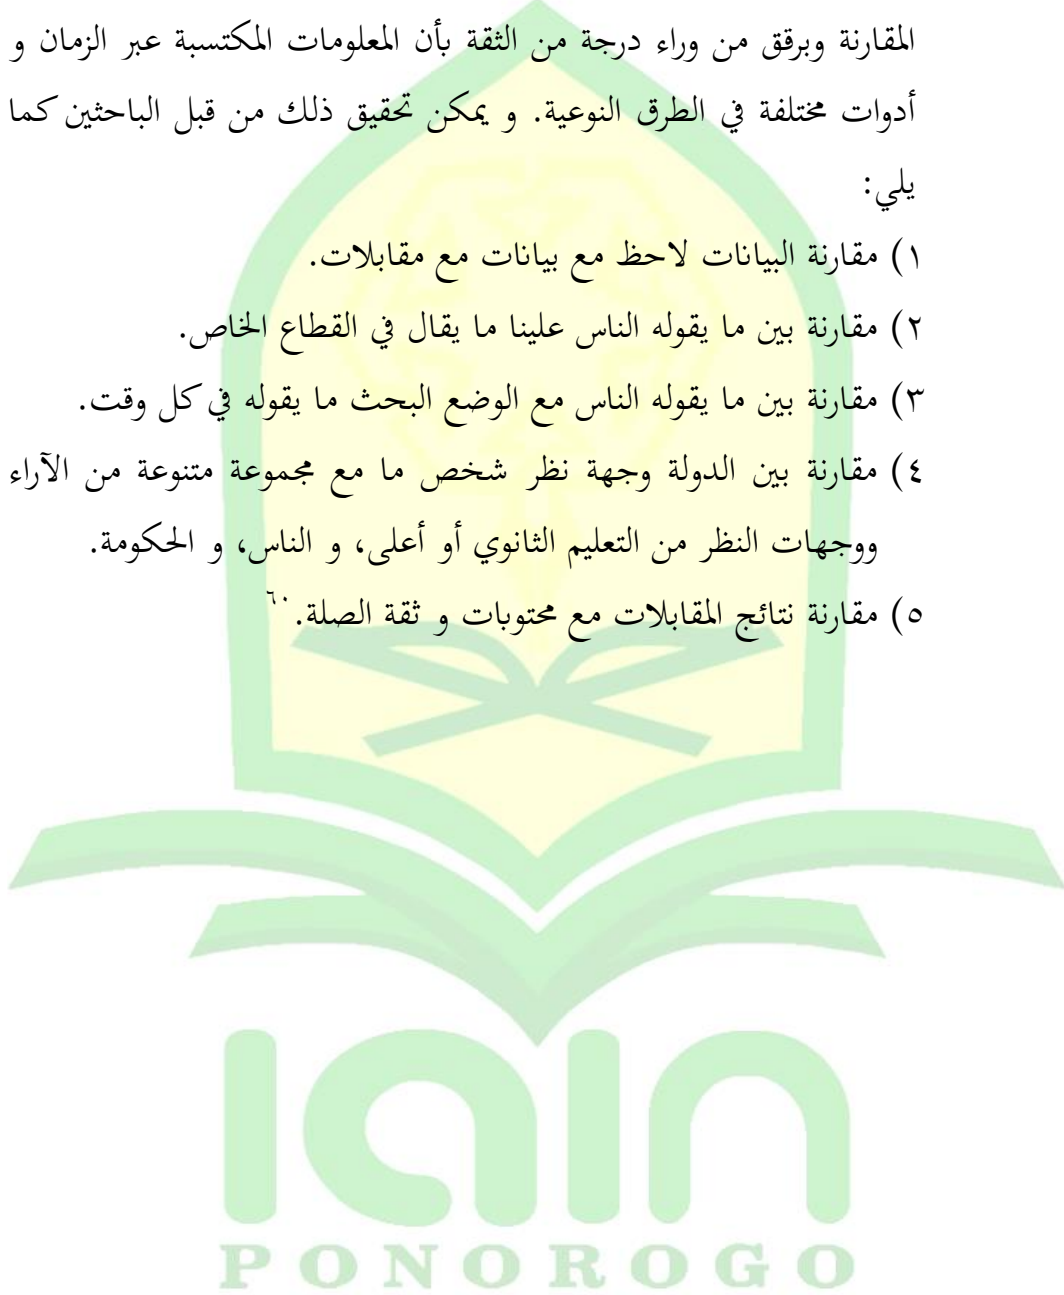 المقارنة وبرقق من وراء درجة من الثقة بأن المعلومات المكتسبة عبر الزمان و
أدوات مختلفة في الطرق النوعية. و يمكن تحقيق ذلك من قبل الباحثين كما
يلي:
١) مقارنة البيانات لاحظ مع بيانات مع مقابلات.
٢) مقارنة بين ما يقوله الناس علينا ما يقال في القطاع الخاص.
٣) مقارنة بين ما يقوله الناس مع الوضع البحث ما يقوله في كل وقت.
٤) مقارنة بين الدولة وجهة نظر شخص ما مع مجموعة متنوعة من الآراء
ووجهات النظر من التعليم الثانوي أو أعلى، و الناس، و الحكومة.
٥) مقارنة نتائج المقابلات مع محتوبات و ثقة الصلة.٦٠
iain
PONOROGO